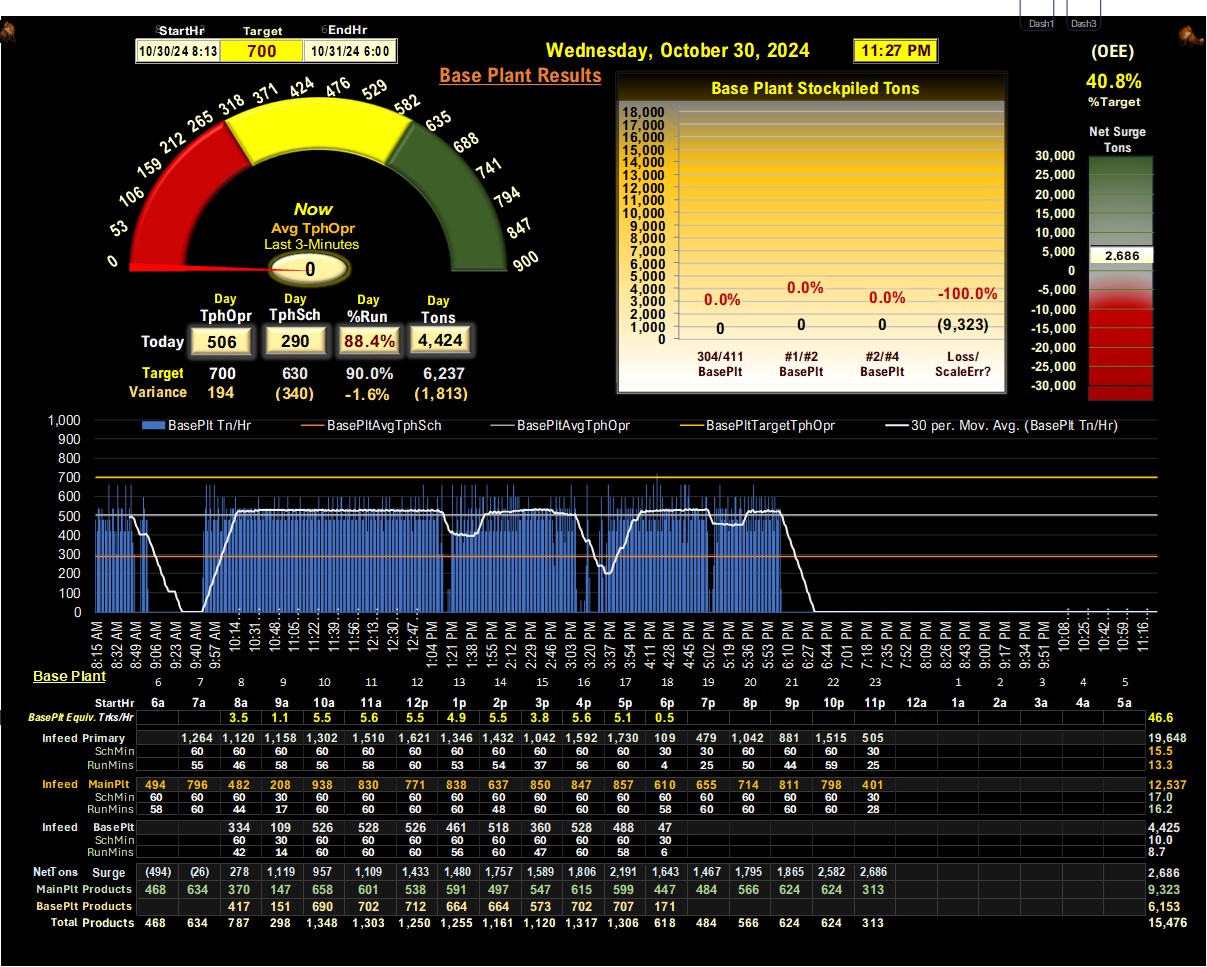 Dash1 Dash3
StartHr Target EndHr
10/30/24 8:13 700 10/31/24 6:00
Wednesday, October 30, 2024 11:27 PM
(OEE)
40.8%
%Target
Base Plant Results
Base Plant Stockpiled Tons
Net Surge
Tons
0 53 106 159 212 265 318 371 424 476 529 582 635 688 741 794 847 900
Now
Avg TphOpr
Last 3-Minutes
0
18,000
17,000
16,000
15,000
14,000
13,000
12,000
11,000
10,000
9,000
8,000
7,000
6,000
5,000
4,000
3,000
2,000
1,000
0
0.0% 0.0% 0.0% -100.0%
0 0 0 (9,323)
304/411 #1/#2 #2/#4 Loss/
BasePlt BasePlt BasePlt ScaleErr?
30,000
25,000
20,000
15,000
10,000
5,000
0
-5,000
-10,000
-15,000
-20,000
-25,000
-30,000
2,686
Day Day Day Day
TphOpr TphSch %Run Tons
Today 506 290 88.4% 4,424
Target 700 630 90.0% 6,237
Variance 194 (340) -1.6% (1,813)
BasePlt Tn/Hr BasePltAvgTphSch BasePltAvgTphOpr BasePltTargetTphOpr 30 per. Mov. Avg. (BasePlt Tn/Hr)
1,000
900
800
700
600
500
400
300
200
100
0
8:15 AM 8:32 AM 8:49 AM 9:06 AM 9:23 AM 9:40 AM 9:57 AM 10:14... 10:31... 10:48... 11:05... 11:22... 11:39... 11:56... 12:13... 12:30... 12:47... 1:04 PM 1:21 PM 1:38 PM 1:55 PM 2:12 PM 2:29 PM 2:46 PM 3:03 PM 3:20 PM 3:37 PM 3:54 PM 4:11 PM 4:28 PM 4:45 PM 5:02 PM 5:19 PM 5:36 PM 5:53 PM 6:10 PM 6:27 PM 6:44 PM 7:01 PM 7:18 PM 7:35 PM 7:52 PM 8:09 PM 8:26 PM 8:43 PM 9:00 PM 9:17 PM 9:34 PM 9:51 PM 10:08... 10:25... 10:42... 10:59... 11:16...
Base Plant
6 7 8 9 10 11 12 13 14 15 16 17 18 19 20 21 22 23 1 2 3 4 5
StartHr 6a 7a 8a 9a 10a 11a 12p 1p 2p 3p 4p 5p 6p 7p 8p 9p 10p 11p 12a 1a 2a 3a 4a 5a
BasePlt Equiv. Trks/Hr 3.5 1.1 5.5 5.6 5.5 4.9 5.5 3.8 5.6 5.1 0.5 46.6
Infeed Primary 1,264 1,120 1,158 1,302 1,510 1,621 1,346 1,432 1,042 1,592 1,730 109 479 1,042 881 1,515 505 19,648
SchMin 60 60 60 60 60 60 60 60 60 60 60 30 30 60 60 60 30 15.5
RunMins 55 46 58 56 58 60 53 54 37 56 60 4 25 50 44 59 25 13.3
Infeed MainPlt 494 796 482 208 938 830 771 838 637 850 847 857 610 655 714 811 798 401 12,537
SchMin 60 60 60 30 60 60 60 60 60 60 60 60 60 60 60 60 60 30 17.0
RunMins 58 60 44 17 60 60 60 60 48 60 60 60 58 60 60 60 60 28 16.2
Infeed BasePlt 334 109 526 528 526 461 518 360 528 488 47 4,425
SchMin 60 30 60 60 60 60 60 60 60 60 30 10.0
RunMins 42 14 60 60 60 56 60 47 60 58 6 8.7
NetTons Surge (494) (26) 278 1,119 957 1,109 1,433 1,480 1,757 1,589 1,806 2,191 1,643 1,467 1,795 1,865 2,582 2,686 2,686
MainPlt Products 468 634 370 147 658 601 538 591 497 547 615 599 447 484 566 624 624 313 9,323
BasePlt Products 417 151 690 702 712 664 664 573 702 707 171 6,153
Total Products 468 634 787 298 1,348 1,303 1,250 1,255 1,161 1,120 1,317 1,306 618 484 566 624 624 313 15,476